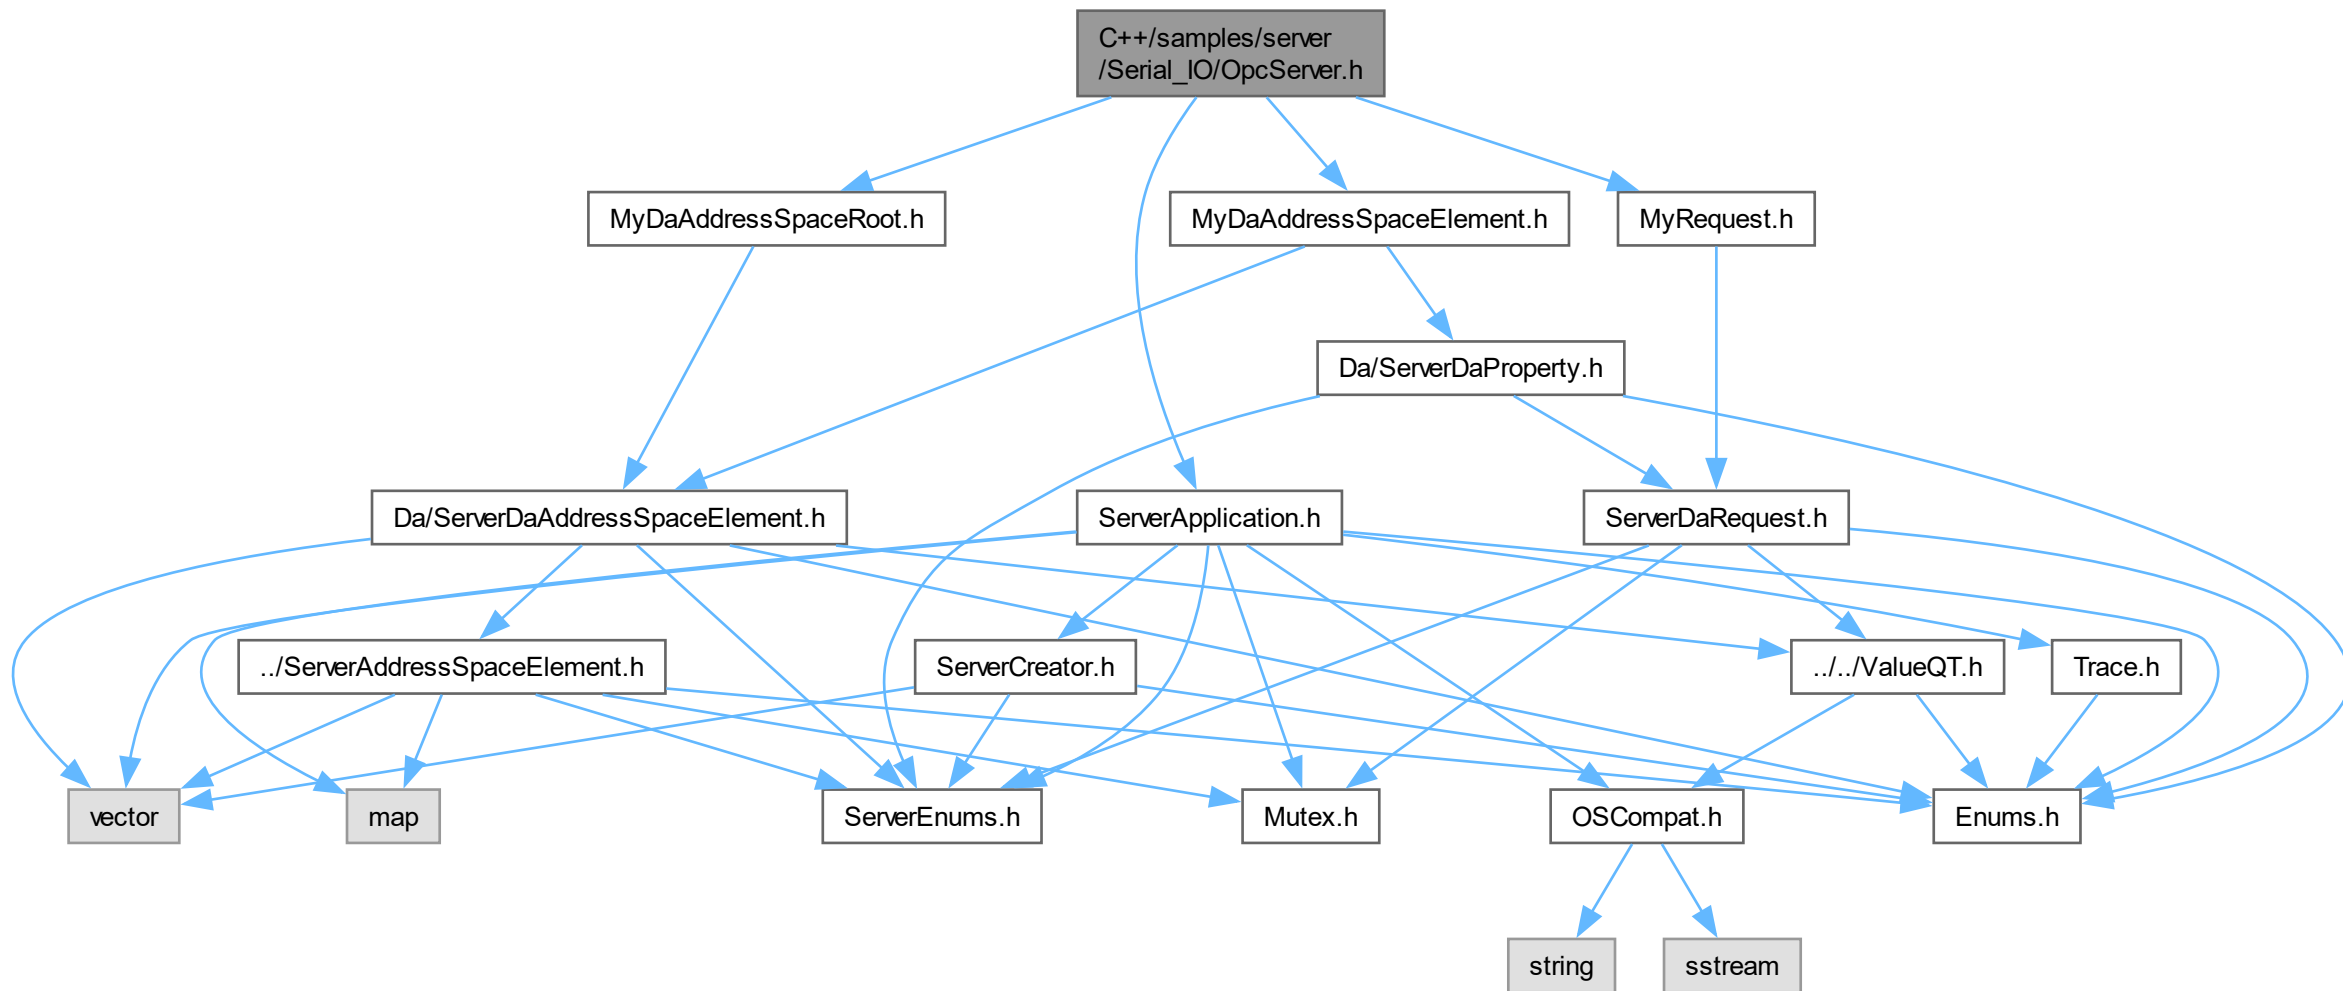 C++/samples/server
/Serial_IO/OpcServer.h
MyDaAddressSpaceRoot.h
MyDaAddressSpaceElement.h
MyRequest.h
Da/ServerDaProperty.h
Da/ServerDaAddressSpaceElement.h
ServerApplication.h
ServerDaRequest.h
../ServerAddressSpaceElement.h
ServerCreator.h
../../ValueQT.h
Trace.h
vector
map
ServerEnums.h
Mutex.h
OSCompat.h
Enums.h
string
sstream